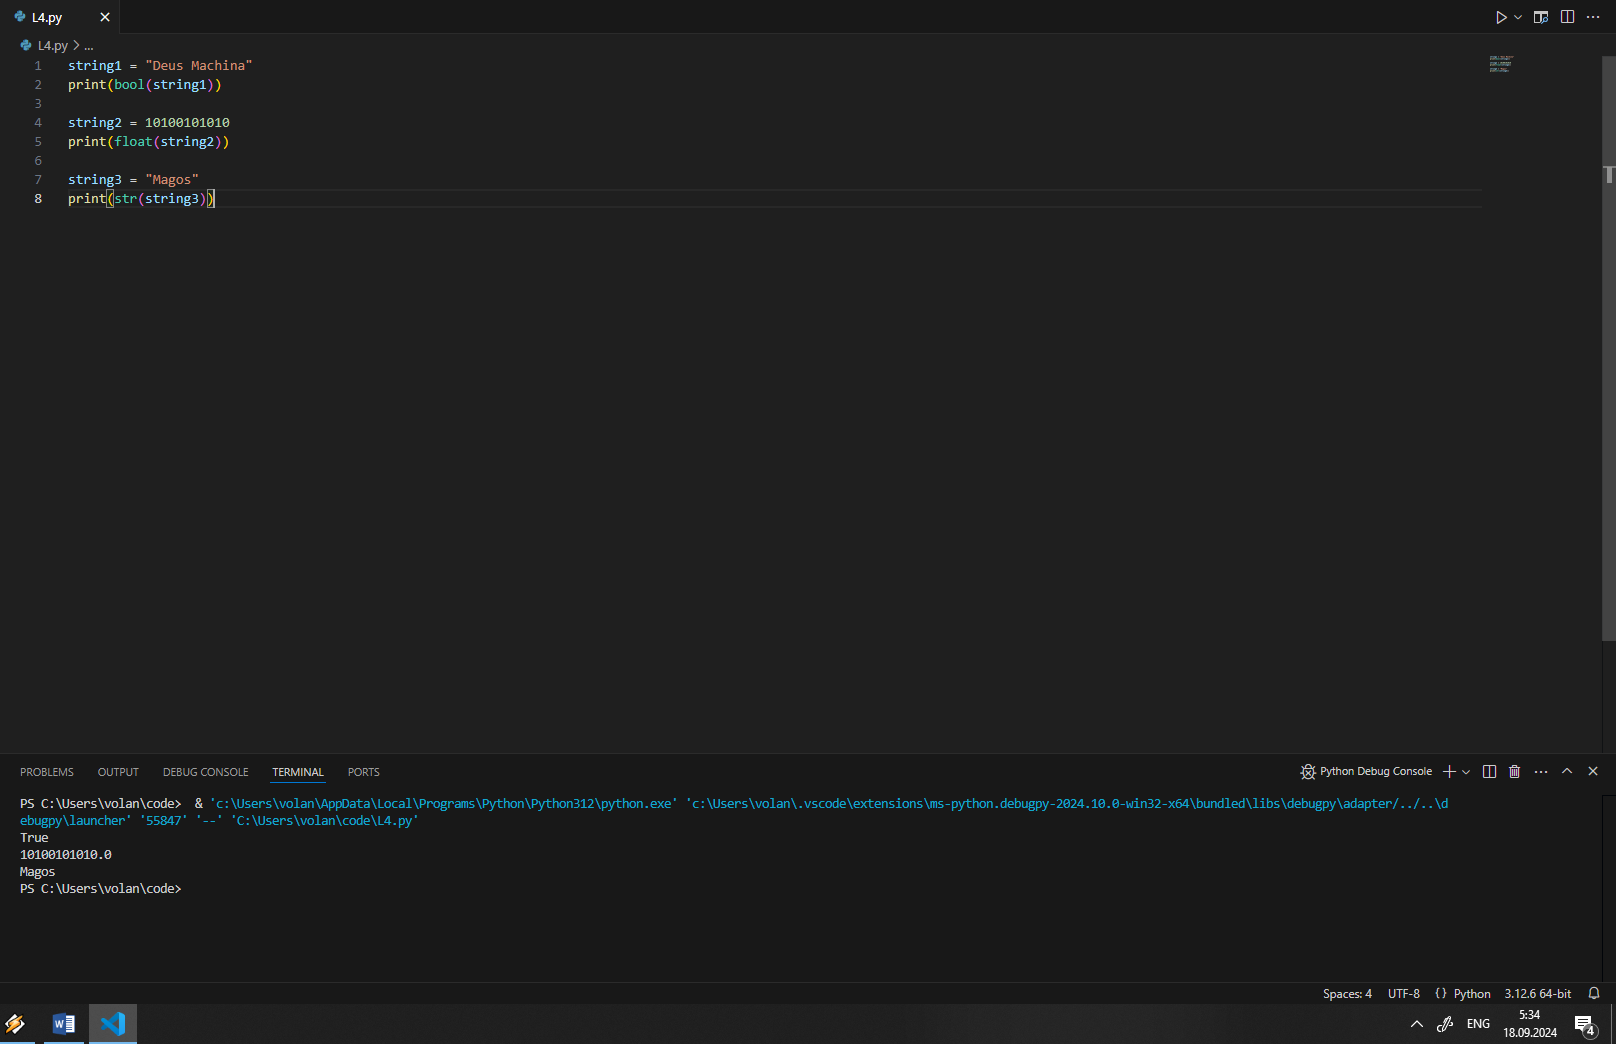 L4.py
L4.py > ...
1 string1 = "Deus Machina"
2 print(bool(string1))
3
4 string2 = 10100101010
5 print(float(string2))
6
7 string3 = "Magos"
8 print(str(string3))
PROBLEMS OUTPUT DEBUG CONSOLE TERMINAL PORTS Python Debug Console
PS C:\Users\volan\code>  & 'c:\Users\volan\AppData\Local\Programs\Python\Python312\python.exe' 'c:\Users\volan\.vscode\extensions\ms-python.debugpy-2024.10.0-win32-x64\bundled\libs\debugpy\adapter/../..\d
ebugpy\launcher' '55847' '--' 'C:\Users\volan\code\L4.py'
True
10100101010.0
Magos
PS C:\Users\volan\code>
Spaces: 4 UTF-8 {} Python 3.12.6 64-bit
W ENG 5:34
18.09.2024 4